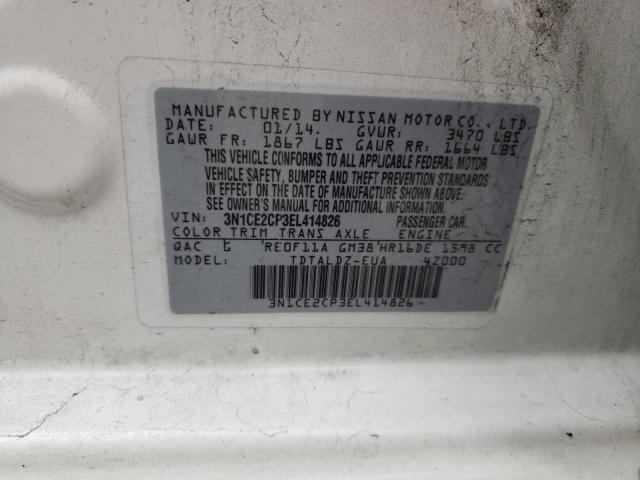 MANUFACTURED BY NISSAN MOTOR CO., LTD.
DATE: 01/14. GVWR: 3470 LBS
GAWR FR: 1867 LBS GAWR RR: 1664 LBS
THIS VEHICLE CONFORMS TO ALL APPLICABLE FEDERAL MOTOR
VEHICLE SAFETY, BUMPER AND THEFT PREVENTION STANDARDS
IN EFFECT ON THE DATE OF MANUFACTURE SHOWN ABOVE.
SEE OWNER'S MANUAL FOR ADDITIONAL INFORMATION.
VIN: 3N1CE2CP3EL414826 PASSENGER CAR.
COLOR TRIM TRANS AXLE ENGINE
QAC G RE0F11A GM38 HR16DE 1598 CC
MODEL: TDTALDZ-EUA 4Z000
3N1CE2CP3EL414826